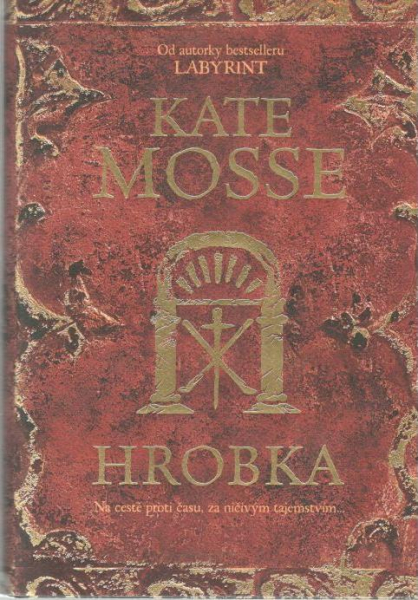 Od autorky bestselleru
LABYRINT
KATE
MOSSE
HROBKA
Na cestě proti času, za ničivým tajemstvím...